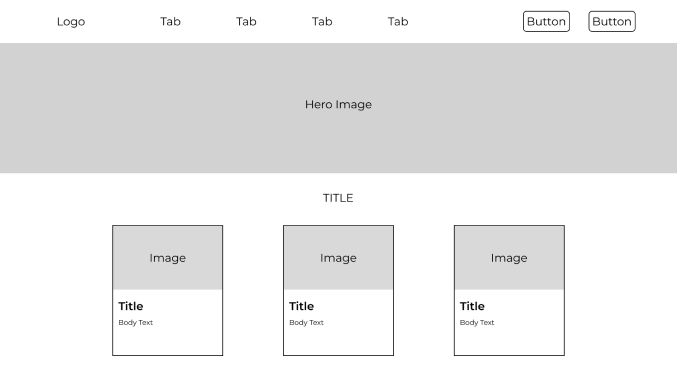 Logo Tab Tab Tab Tab Button Button
Hero Image
TITLE
Image Image Image
Title Title Title
Body Text Body Text Body Text